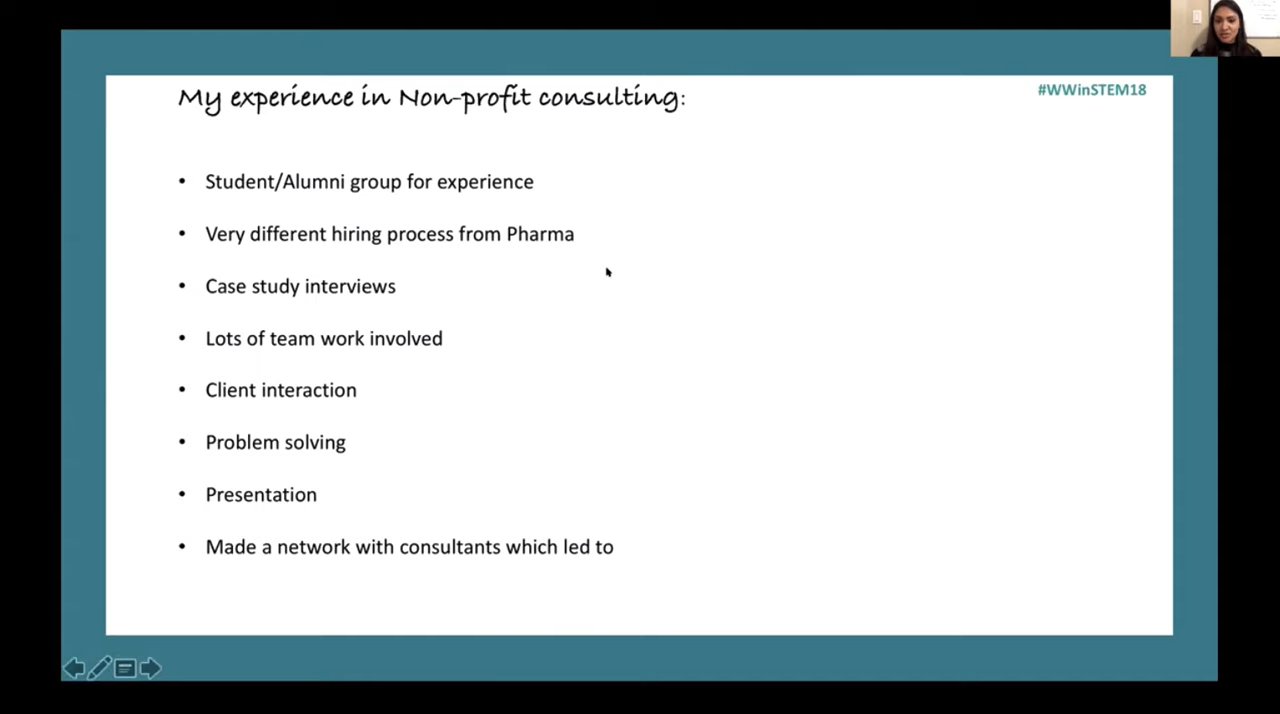 My experience in Non-profit consulting:
#WWinSTEM18
• Student/Alumni group for experience
• Very different hiring process from Pharma
• Case study interviews
• Lots of team work involved
• Client interaction
• Problem solving
• Presentation
• Made a network with consultants which led to